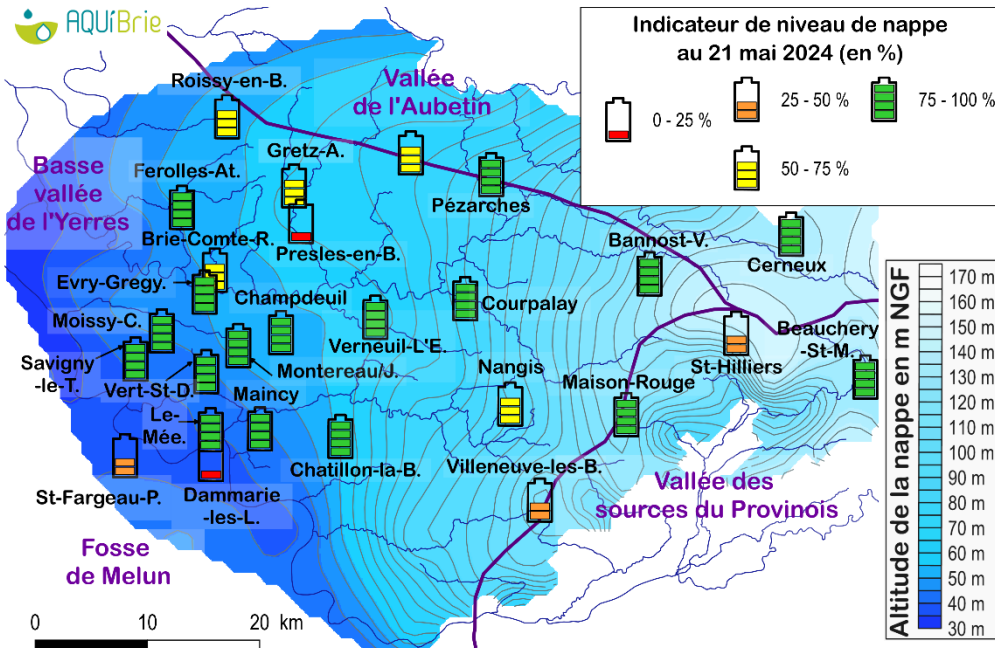 AQUÍBrie
Indicateur de niveau de nappe
au 21 mai 2024 (en %)
0 - 25 %
25 - 50 %
75 - 100 %
50 - 75 %
Roissy-en-B.
Vallée
de l'Aubetin
Gretz-A.
Basse
vallée
de l'Yerres
Ferolles-At.
Pézarches
Brie-Comte-R.
Presles-en-B.
Bannost-V.
Cerneux
Evry-Gregy.
Champdeuil
Courpalay
Moissy-C.
Verneuil-L'E.
Beauchery
-St-M.
Savigny
-le-T.
Montereau/J.
St-Hilliers
Vert-St-D.
Maincy
Nangis
Maison-Rouge
Le-
Mée.
Chatillon-la-B.
Villeneuve-les-B.
St-Fargeau-P.
Dammarie
-les-L.
Vallée des
sources du Provinois
Fosse
de Melun
0 10 20 km
Altitude de la nappe en m NGF
170 m
160 m
140 m
130 m
120 m
110 m
100 m
90 m
80 m
70 m
60 m
50 m
40 m
30 m